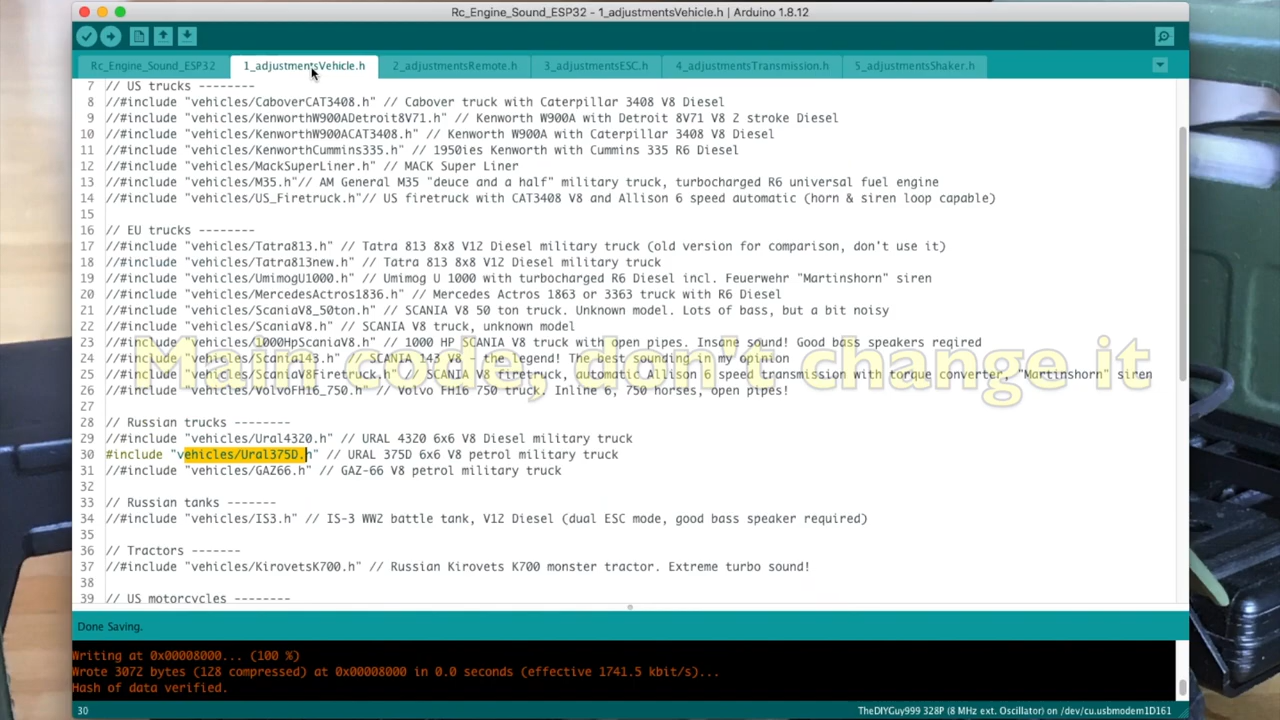 Rc_Engine_Sound_ESP32 - 1_adjustmentsVehicle.h | Arduino 1.8.12
Rc_Engine_Sound_ESP32 1_adjustmentsVehicle.h 2_adjustmentsRemote.h 3_adjustmentsESC.h 4_adjustmentsTransmission.h 5_adjustmentsShaker.h
7 // US trucks --------
8 //#include "vehicles/CaboverCAT3408.h" // Cabover truck with Caterpillar 3408 V8 Diesel
9 //#include "vehicles/KenworthW900ADetroit8V71.h" // Kenworth W900A with Detroit 8V71 V8 2 stroke Diesel
10 //#include "vehicles/KenworthW900ACAT3408.h" // Kenworth W900A with Caterpillar 3408 V8 Diesel
11 //#include "vehicles/KenworthCummins335.h" // 1950ies Kenworth with Cummins 335 R6 Diesel
12 //#include "vehicles/MackSuperLiner.h" // MACK Super Liner
13 //#include "vehicles/M35.h"// AM General M35 "deuce and a half" military truck, turbocharged R6 universal fuel engine
14 //#include "vehicles/US_Firetruck.h"// US firetruck with CAT3408 V8 and Allison 6 speed automatic (horn & siren loop capable)
15
16 // EU trucks --------
17 //#include "vehicles/Tatra813.h" // Tatra 813 8x8 V12 Diesel military truck (old version for comparison, don't use it)
18 //#include "vehicles/Tatra813new.h" // Tatra 813 8x8 V12 Diesel military truck
19 //#include "vehicles/UmimogU1000.h" // Umimog U 1000 with turbocharged R6 Diesel incl. Feuerwehr "Martinshorn" siren
20 //#include "vehicles/MercedesActros1836.h" // Mercedes Actros 1863 or 3363 truck with R6 Diesel
21 //#include "vehicles/ScaniaV8_50ton.h" // SCANIA V8 50 ton truck. Unknown model. Lots of bass, but a bit noisy
22 //#include "vehicles/ScaniaV8.h" // SCANIA V8 truck, unknown model
23 //#include "vehicles/1000HpScaniaV8.h" // 1000 HP SCANIA V8 truck with open pipes. Insane sound! Good bass speakers reqired
24 //#include "vehicles/Scania143.h" // SCANIA 143 V8 - the legend! The best sounding in my opinion
Main code, don't change it
25 //#include "vehicles/ScaniaV8Firetruck.h" // SCANIA V8 firetruck, automatic Allison 6 speed transmission with torque converter, "Martinshorn" siren
26 //#include "vehicles/VolvoFH16_750.h" // Volvo FH16 750 truck. Inline 6, 750 horses, open pipes!
27
28 // Russian trucks --------
29 //#include "vehicles/Ural4320.h" // URAL 4320 6x6 V8 Diesel military truck
30 #include "vehicles/Ural375D.h" // URAL 375D 6x6 V8 petrol military truck
31 //#include "vehicles/GAZ66.h" // GAZ-66 V8 petrol military truck
32
33 // Russian tanks -------
34 //#include "vehicles/IS3.h" // IS-3 WW2 battle tank, V12 Diesel (dual ESC mode, good bass speaker required)
35
36 // Tractors -------
37 //#include "vehicles/KirovetsK700.h" // Russian Kirovets K700 monster tractor. Extreme turbo sound!
38
39 // US motorcycles --------
Done Saving.
Writing at 0x00008000... (100 %)
Wrote 3072 bytes (128 compressed) at 0x00008000 in 0.0 seconds (effective 1741.5 kbit/s)...
Hash of data verified.
30 TheDIYGuy999 328P (8 MHz ext. Oscillator) on /dev/cu.usbmodem1D161